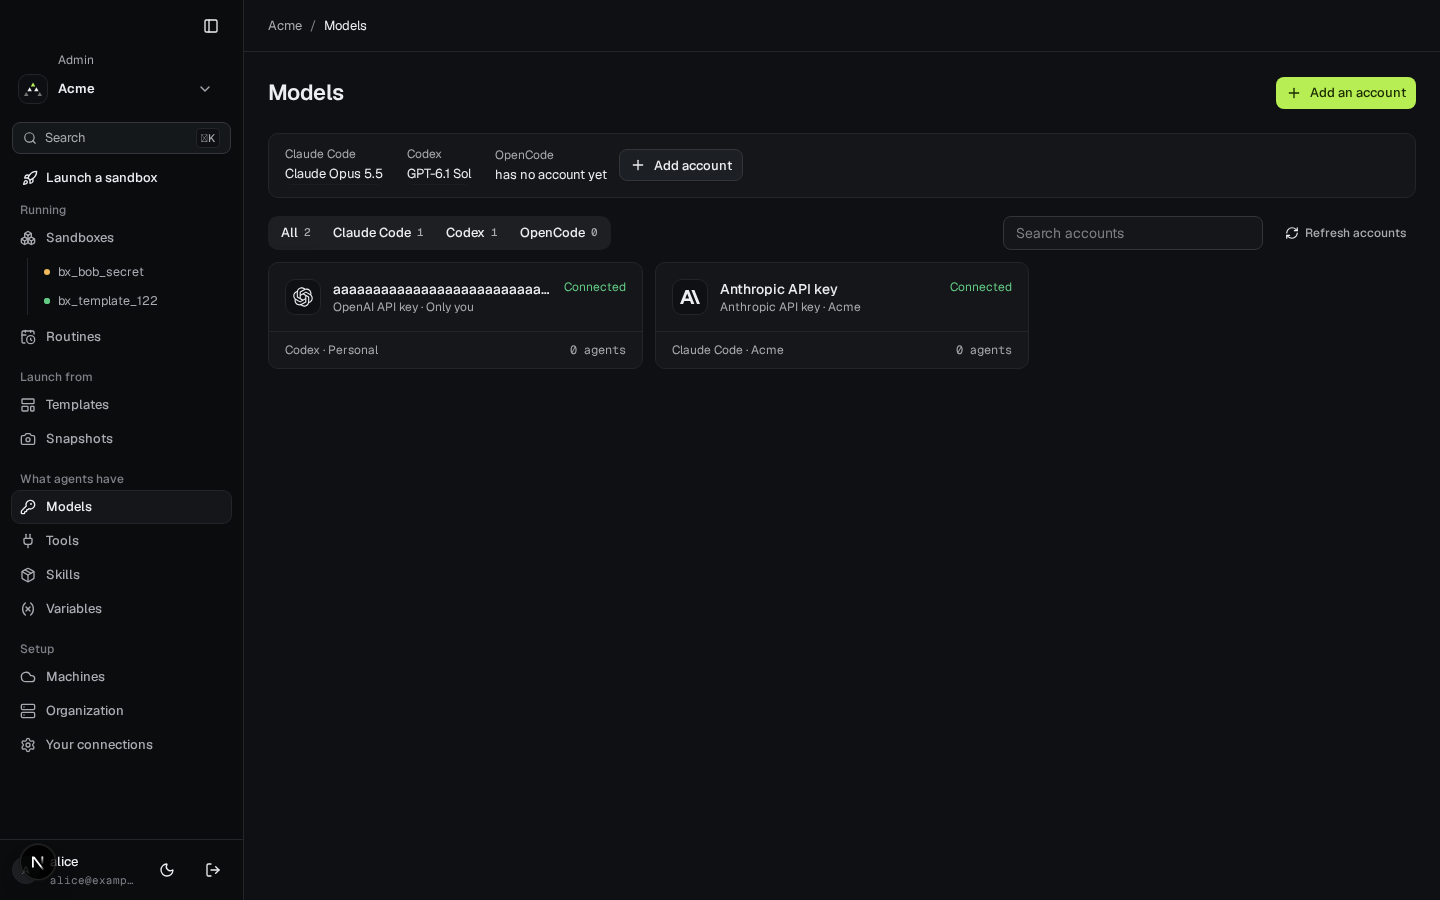 Admin
Acme
Search
K
Launch a sandbox
Running
Sandboxes
bx_bob_secret
bx_template_122
Routines
Launch from
Templates
Snapshots
What agents have
Models
Tools
Skills
Variables
Setup
Machines
Organization
Your connections
alice
alice@examp…
Acme / Models
Models
Add an account
Claude Code
Claude Opus 5.5
Codex
GPT-6.1 Sol
OpenCode
has no account yet
Add account
All 2 Claude Code 1 Codex 1 OpenCode 0
Search accounts
Refresh accounts
aaaaaaaaaaaaaaaaaaaaaaaaaa…
Connected
OpenAI API key · Only you
Codex · Personal
0 agents
Anthropic API key
Connected
Anthropic API key · Acme
Claude Code · Acme
0 agents